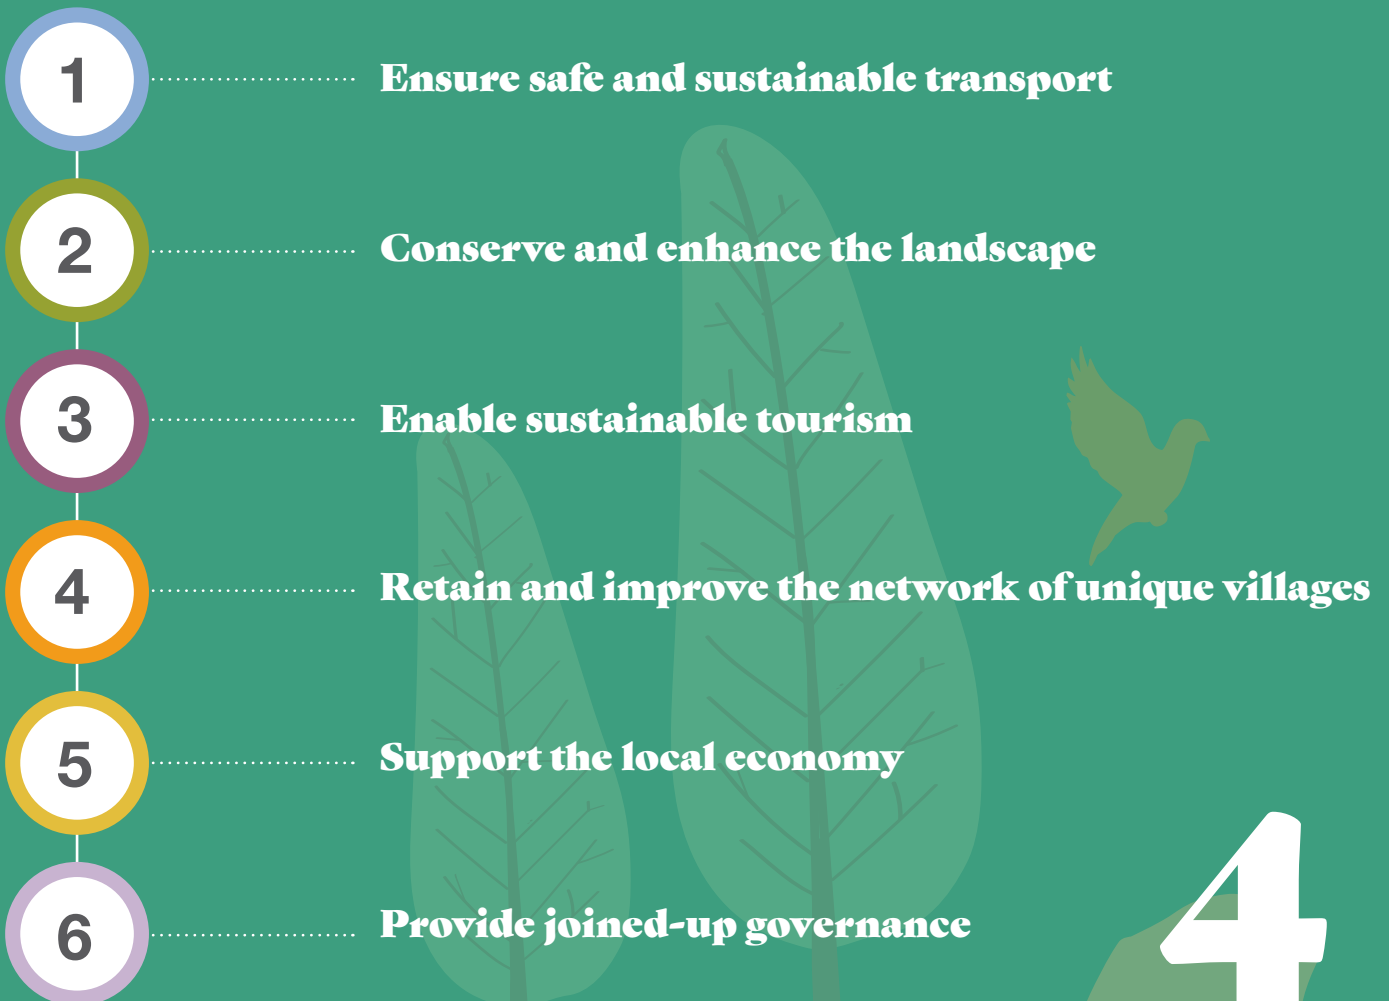 1 Ensure safe and sustainable transport
2 Conserve and enhance the landscape
3 Enable sustainable tourism
4 Retain and improve the network of unique villages
5 Support the local economy
6 Provide joined-up governance
4